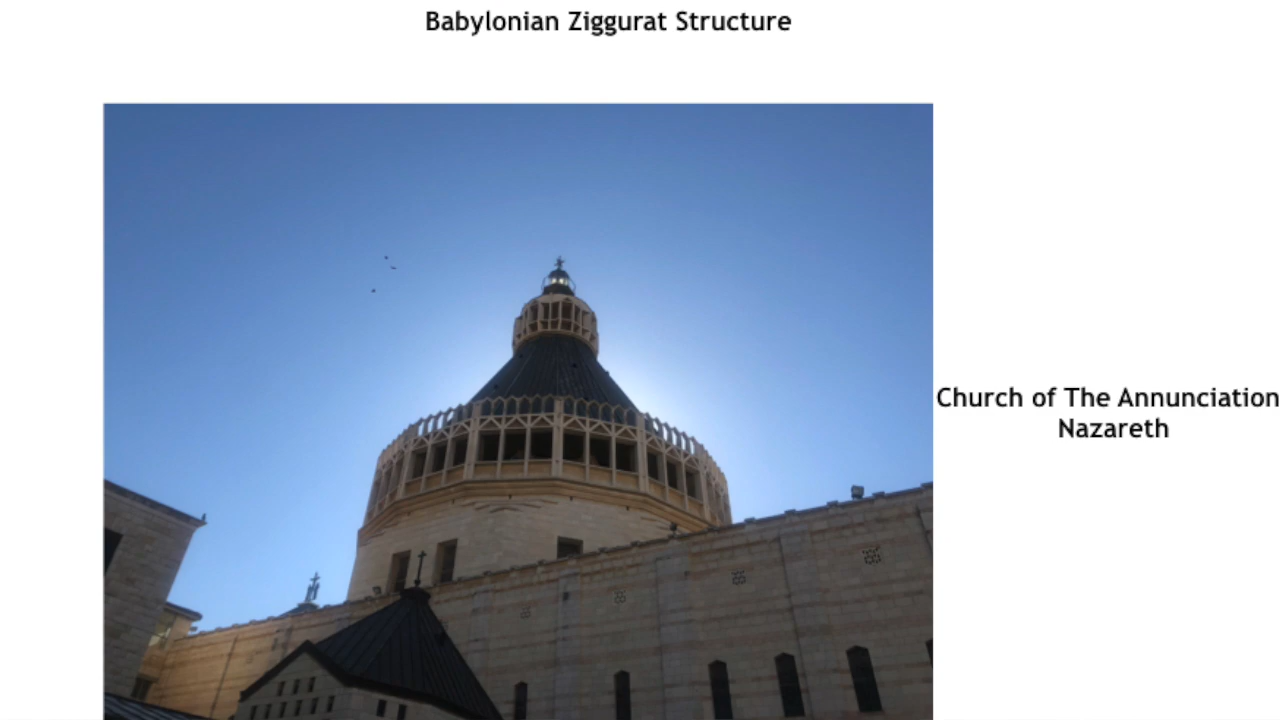 Babylonian Ziggurat Structure
Church of The Annunciation
Nazareth